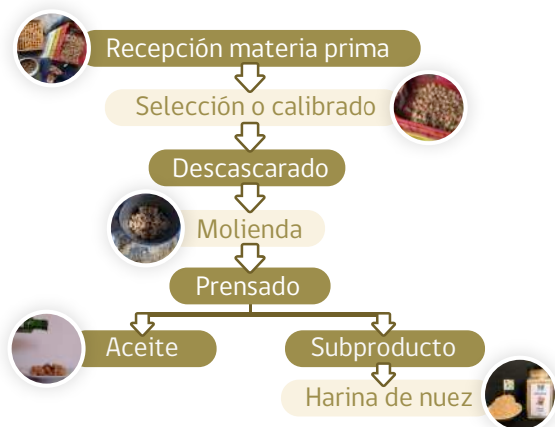 Recepción materia prima
Selección o calibrado
Descascarado
Molienda
Prensado
Aceite
Subproducto
Harina de nuez